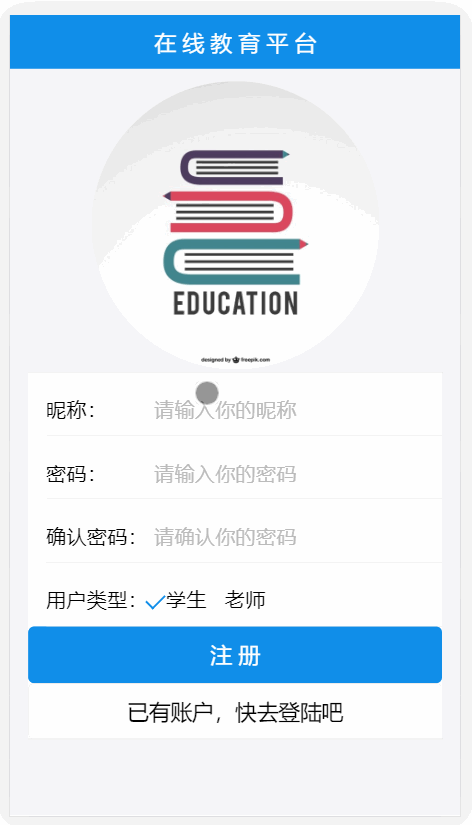 在线教育平台
EDUCATION
designed by freepik.com
昵称： 请输入你的昵称
密码： 请输入你的密码
确认密码： 请确认你的密码
用户类型： 学生 老师
注册
已有账户，快去登陆吧